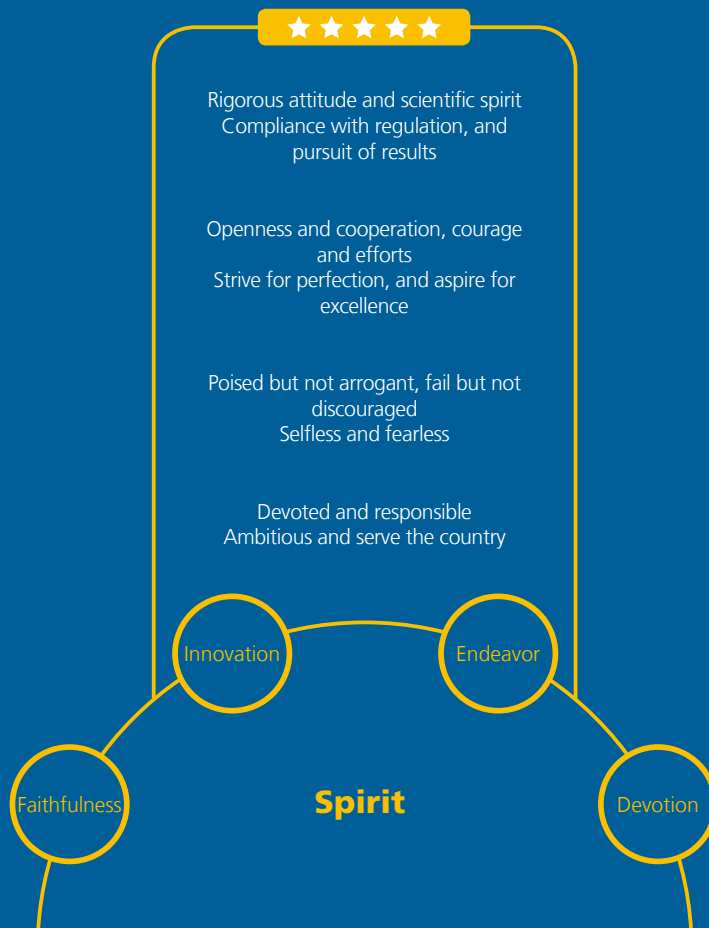 Rigorous attitude and scientific spirit
Compliance with regulation, and
pursuit of results
Openness and cooperation, courage
and efforts
Strive for perfection, and aspire for
excellence
Poised but not arrogant, fail but not
discouraged
Selfless and fearless
Devoted and responsible
Ambitious and serve the country
Innovation
Endeavor
Faithfulness
Spirit
Devotion